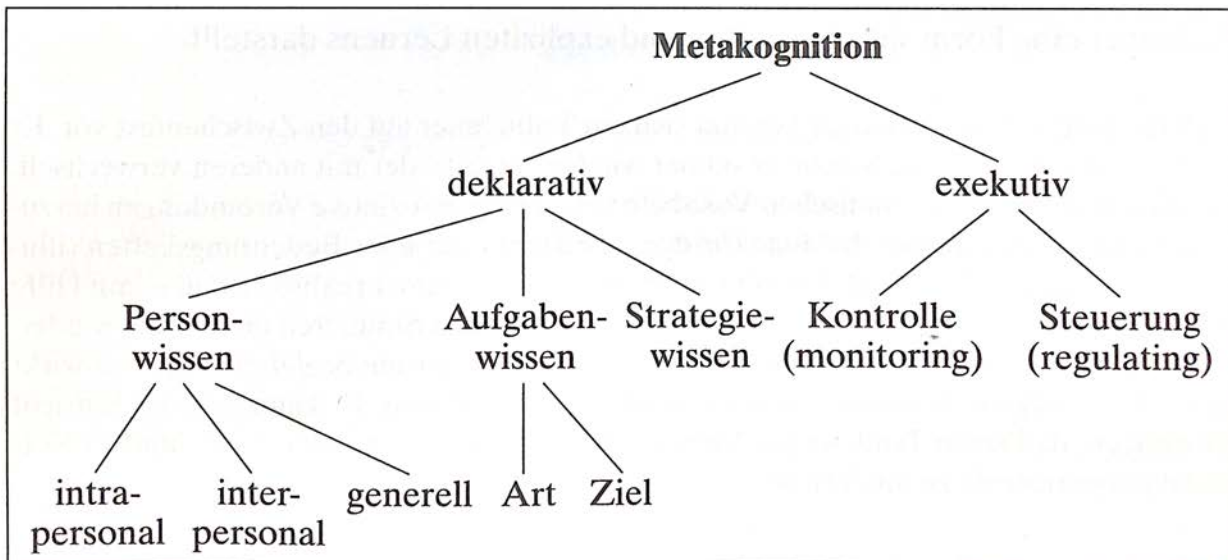 Metakognition
deklarativ exekutiv
Person- Aufgaben- Strategie- Kontrolle Steuerung
wissen wissen wissen (monitoring) (regulating)
intra- inter- generell Art Ziel
personal personal